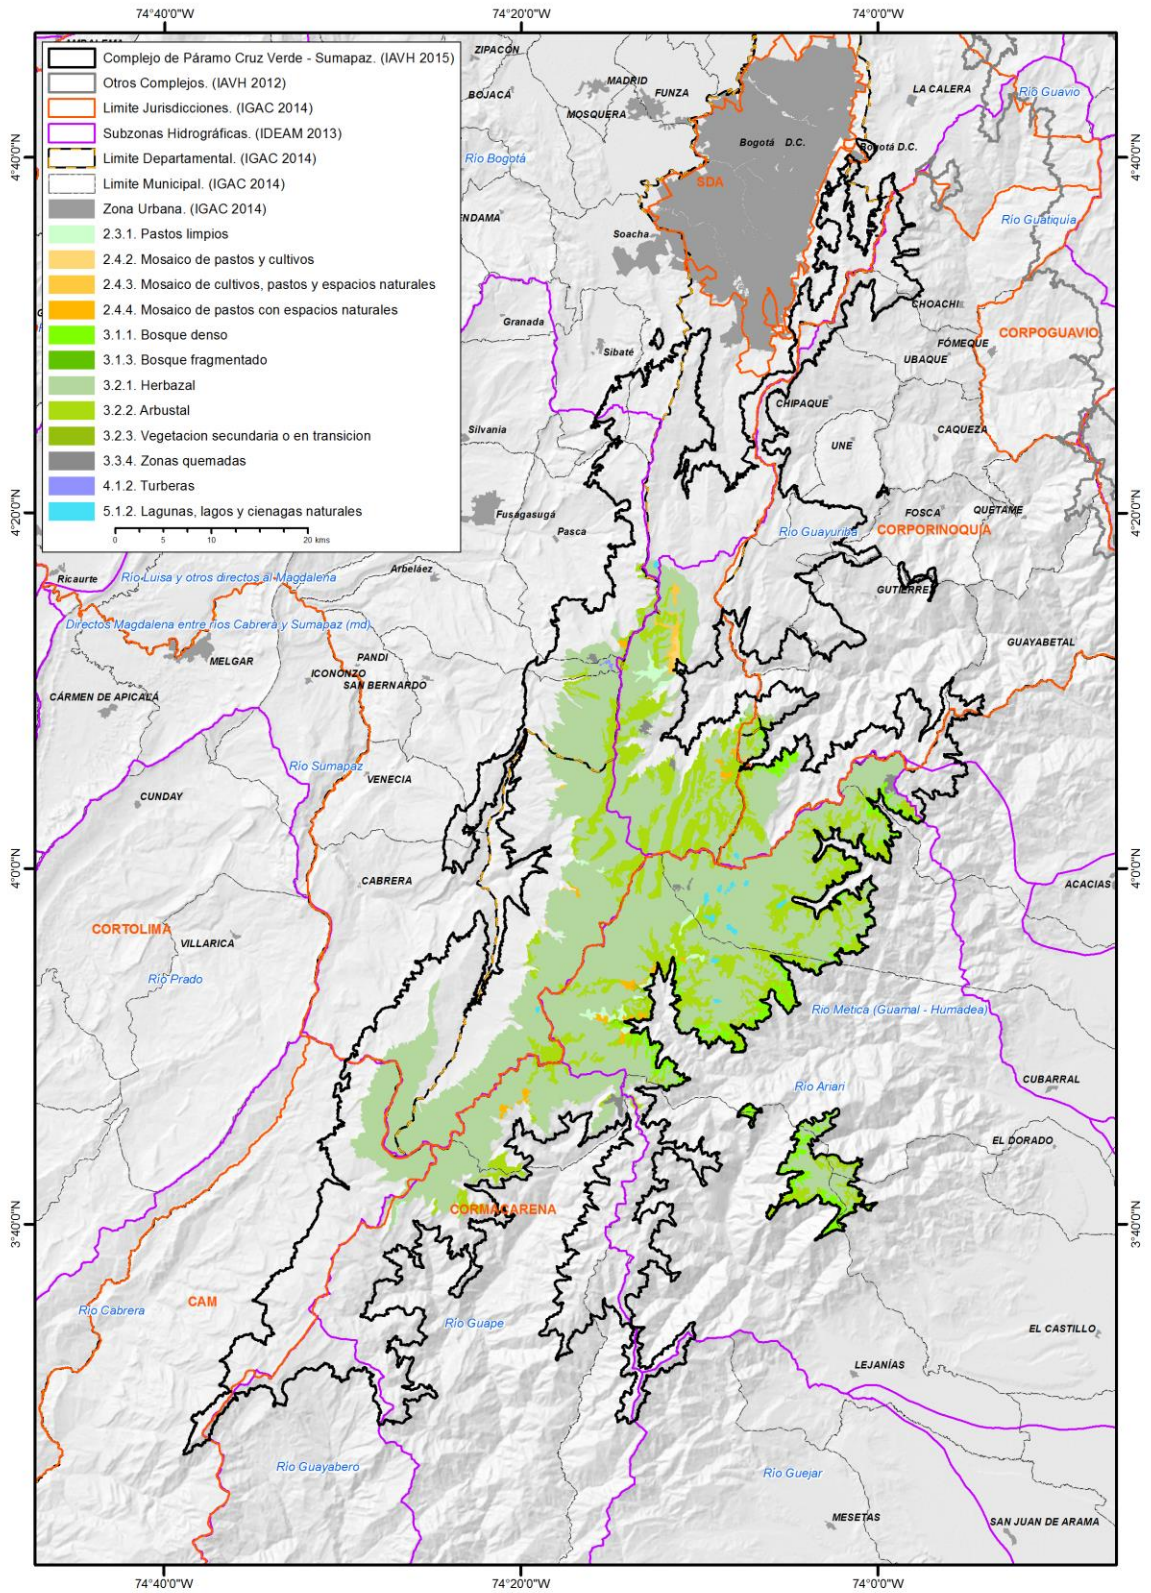 74°40'0"W
74°20'0"W
74°0'0"W
Complejo de Páramo Cruz Verde - Sumapaz. (IAVH 2015)
Otros Complejos. (IAVH 2012)
Limite Jurisdicciones. (IGAC 2014)
Subzonas Hidrográficas. (IDEAM 2013)
Limite Departamental. (IGAC 2014)
Limite Municipal. (IGAC 2014)
Zona Urbana. (IGAC 2014)
2.3.1. Pastos limpios
2.4.2. Mosaico de pastos y cultivos
2.4.3. Mosaico de cultivos, pastos y espacios naturales
2.4.4. Mosaico de pastos con espacios naturales
3.1.1. Bosque denso
3.1.3. Bosque fragmentado
3.2.1. Herbazal
3.2.2. Arbustal
3.2.3. Vegetacion secundaria o en transicion
3.3.4. Zonas quemadas
4.1.2. Turberas
5.1.2. Lagunas, lagos y cienagas naturales
0 5 10 20 kms
ZIPACÓN
BOJACÁ
MADRID
FUNZA
MOSQUERA
LA CALERA
Río Guavio
4°40'0"N
Río Bogotá
Bogotá D.C.
Bogotá D.C.
4°40'0"N
SDA
ENDAMA
Soacha
Río Guatiquía
CHOACHI
Granada
Sibaté
FÓMEQUE
UBAQUE
CORPOGUAVIO
CHIPAQUE
Silvania
UNE
CAQUEZA
4°20'0"N
Fusagasugá
Pasca
FOSCA
QUETAME
4°20'0"N
Río Guayuriba
CORPORINOQUIA
Ricaurte
Río Luisa y otros directos al Magdalena
Arbeláez
GUTIÉRREZ
Directos Magdalena entre ríos Cabrera y Sumapaz (md)
MELGAR
PANDI
ICONONZO
SAN BERNARDO
GUAYABETAL
CARMEN DE APICALÁ
Río Sumapaz
VENECIA
CUNDAY
4°0'0"N
CABRERA
ACACIAS
4°0'0"N
CORTOLIMA
VILLARICA
Río Prado
Río Metica (Guamal - Humadea)
Río Ariari
CUBARRAL
EL DORADO
3°40'0"N
CORMACARENA
3°40'0"N
CAM
Río Cabrera
Río Guape
EL CASTILLO
LEJANÍAS
Río Guayabero
Río Guejar
MESETAS
SAN JUAN DE ARAMA
74°40'0"W
74°20'0"W
74°0'0"W